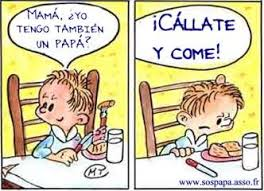 MAMÁ, ¿YO
TENGO TAMBIÉN
UN PAPÁ?
¡CÁLLATE
Y COME!
MT
www.sospapa.asso.fr